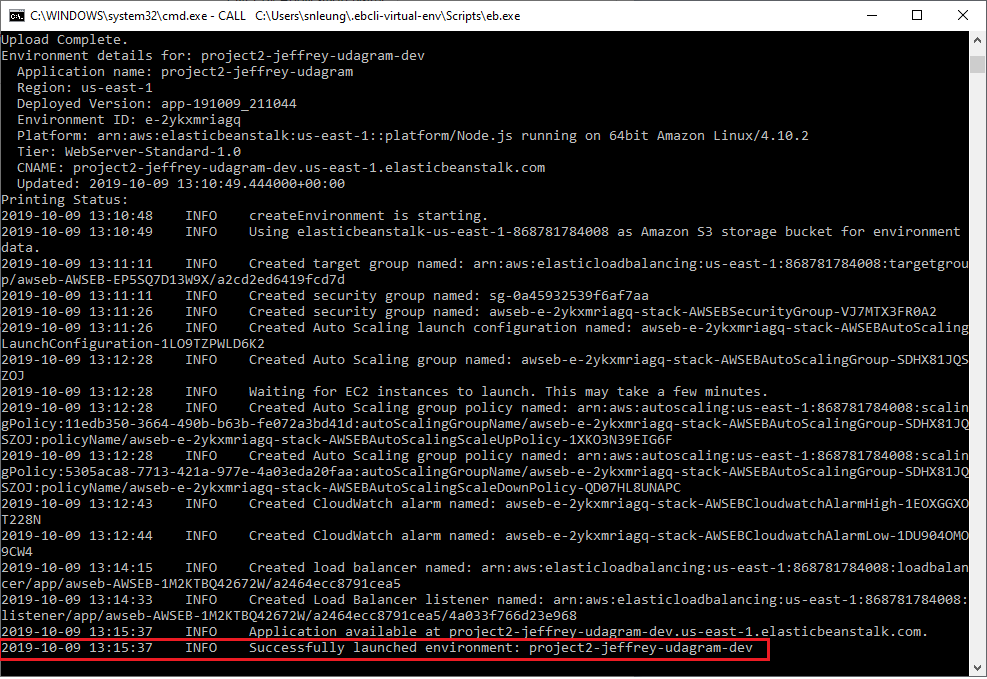 C:\WINDOWS\system32\cmd.exe - CALL C:\Users\snleung\.ebcli-virtual-env\Scripts\eb.exe
Upload Complete.
Environment details for: project2-jeffrey-udagram-dev
  Application name: project2-jeffrey-udagram
  Region: us-east-1
  Deployed Version: app-191009_211044
  Environment ID: e-2ykxmriagq
  Platform: arn:aws:elasticbeanstalk:us-east-1::platform/Node.js running on 64bit Amazon Linux/4.10.2
  Tier: WebServer-Standard-1.0
  CNAME: project2-jeffrey-udagram-dev.us-east-1.elasticbeanstalk.com
  Updated: 2019-10-09 13:10:49.444000+00:00
Printing Status:
2019-10-09 13:10:48    INFO    createEnvironment is starting.
2019-10-09 13:10:49    INFO    Using elasticbeanstalk-us-east-1-868781784008 as Amazon S3 storage bucket for environment
data.
2019-10-09 13:11:11    INFO    Created target group named: arn:aws:elasticloadbalancing:us-east-1:868781784008:targetgrou
p/awseb-AWSEB-EP5SQ7D13W9X/a2cd2ed6419fcd7d
2019-10-09 13:11:11    INFO    Created security group named: sg-0a45932539f6af7aa
2019-10-09 13:11:26    INFO    Created security group named: awseb-e-2ykxmriagq-stack-AWSEBSecurityGroup-VJ7MTX3FR0A2
2019-10-09 13:11:26    INFO    Created Auto Scaling launch configuration named: awseb-e-2ykxmriagq-stack-AWSEBAutoScaling
LaunchConfiguration-1LO9TZPWLD6K2
2019-10-09 13:12:28    INFO    Created Auto Scaling group named: awseb-e-2ykxmriagq-stack-AWSEBAutoScalingGroup-SDHX81JQS
ZOJ
2019-10-09 13:12:28    INFO    Waiting for EC2 instances to launch. This may take a few minutes.
2019-10-09 13:12:28    INFO    Created Auto Scaling group policy named: arn:aws:autoscaling:us-east-1:868781784008:scalin
gPolicy:11edb350-3664-490b-b63b-fe072a3bd41d:autoScalingGroupName/awseb-e-2ykxmriagq-stack-AWSEBAutoScalingGroup-SDHX81JQ
SZOJ:policyName/awseb-e-2ykxmriagq-stack-AWSEBAutoScalingScaleUpPolicy-1XKO3N39EIG6F
2019-10-09 13:12:28    INFO    Created Auto Scaling group policy named: arn:aws:autoscaling:us-east-1:868781784008:scalin
gPolicy:5305aca8-7713-421a-977e-4a03eda20faa:autoScalingGroupName/awseb-e-2ykxmriagq-stack-AWSEBAutoScalingGroup-SDHX81JQ
SZOJ:policyName/awseb-e-2ykxmriagq-stack-AWSEBAutoScalingScaleDownPolicy-QD07HL8UNAPC
2019-10-09 13:12:43    INFO    Created CloudWatch alarm named: awseb-e-2ykxmriagq-stack-AWSEBCloudwatchAlarmHigh-1EOXGGXO
T228N
2019-10-09 13:12:44    INFO    Created CloudWatch alarm named: awseb-e-2ykxmriagq-stack-AWSEBCloudwatchAlarmLow-1DU904OMO
9CW4
2019-10-09 13:14:15    INFO    Created load balancer named: arn:aws:elasticloadbalancing:us-east-1:868781784008:loadbalan
cer/app/awseb-AWSEB-1M2KTBQ42672W/a2464ecc8791cea5
2019-10-09 13:14:33    INFO    Created Load Balancer listener named: arn:aws:elasticloadbalancing:us-east-1:868781784008:
listener/app/awseb-AWSEB-1M2KTBQ42672W/a2464ecc8791cea5/4a033f766d23e968
2019-10-09 13:15:37    INFO    Application available at project2-jeffrey-udagram-dev.us-east-1.elasticbeanstalk.com.
2019-10-09 13:15:37    INFO    Successfully launched environment: project2-jeffrey-udagram-dev